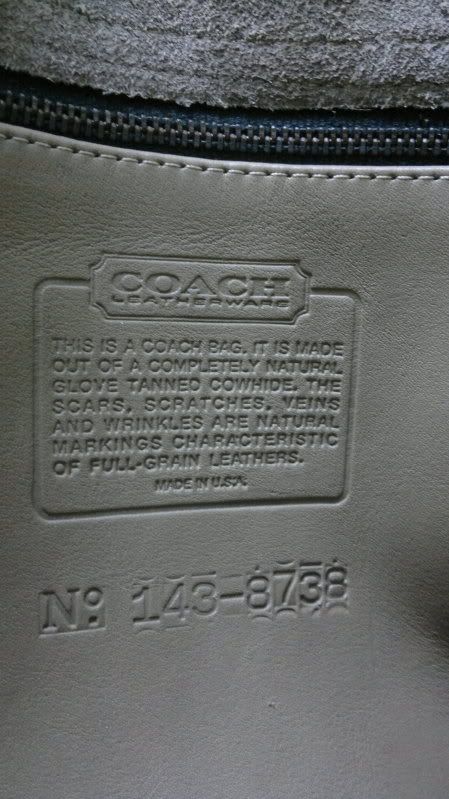 COACH
LEATHERWARE
THIS IS A COACH BAG. IT IS MADE
OUT OF A COMPLETELY NATURAL
GLOVE TANNED COWHIDE. THE
SCARS, SCRATCHES, VEINS
AND WRINKLES ARE NATURAL
MARKINGS CHARACTERISTIC
OF FULL-GRAIN LEATHERS.
MADE IN U.S.A.
Nº. 143-8738